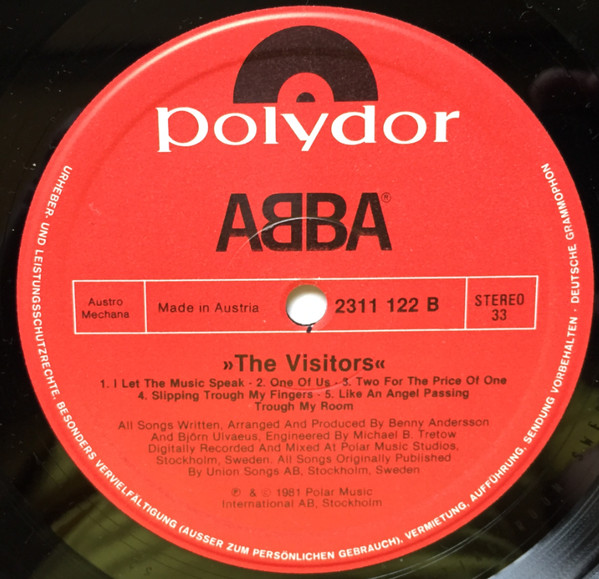 polydor
ABBA®
Austro
Mechana
Made in Austria
2311 122 B
STEREO
33
»The Visitors«
1. I Let The Music Speak - 2. One Of Us - 3. Two For The Price Of One
4. Slipping Trough My Fingers - 5. Like An Angel Passing
Trough My Room
All Songs Written, Arranged And Produced By Benny Andersson
And Björn Ulvaeus, Engineered By Michael B. Tretow
Digitally Recorded And Mixed At Polar Music Studios,
Stockholm, Sweden. All Songs Originally Published
By Union Songs AB, Stockholm, Sweden
℗ & © 1981 Polar Music
International AB, Stockholm
URHEBER- UND LEISTUNGSSCHUTZRECHTE, BESONDERS VERVIELFÄLTIGUNG (AUSSER ZUM PERSÖNLICHEN GEBRAUCH), VERMIETUNG, AUFFÜHRUNG, SENDUNG VORBEHALTEN · DEUTSCHE GRAMMOPHON